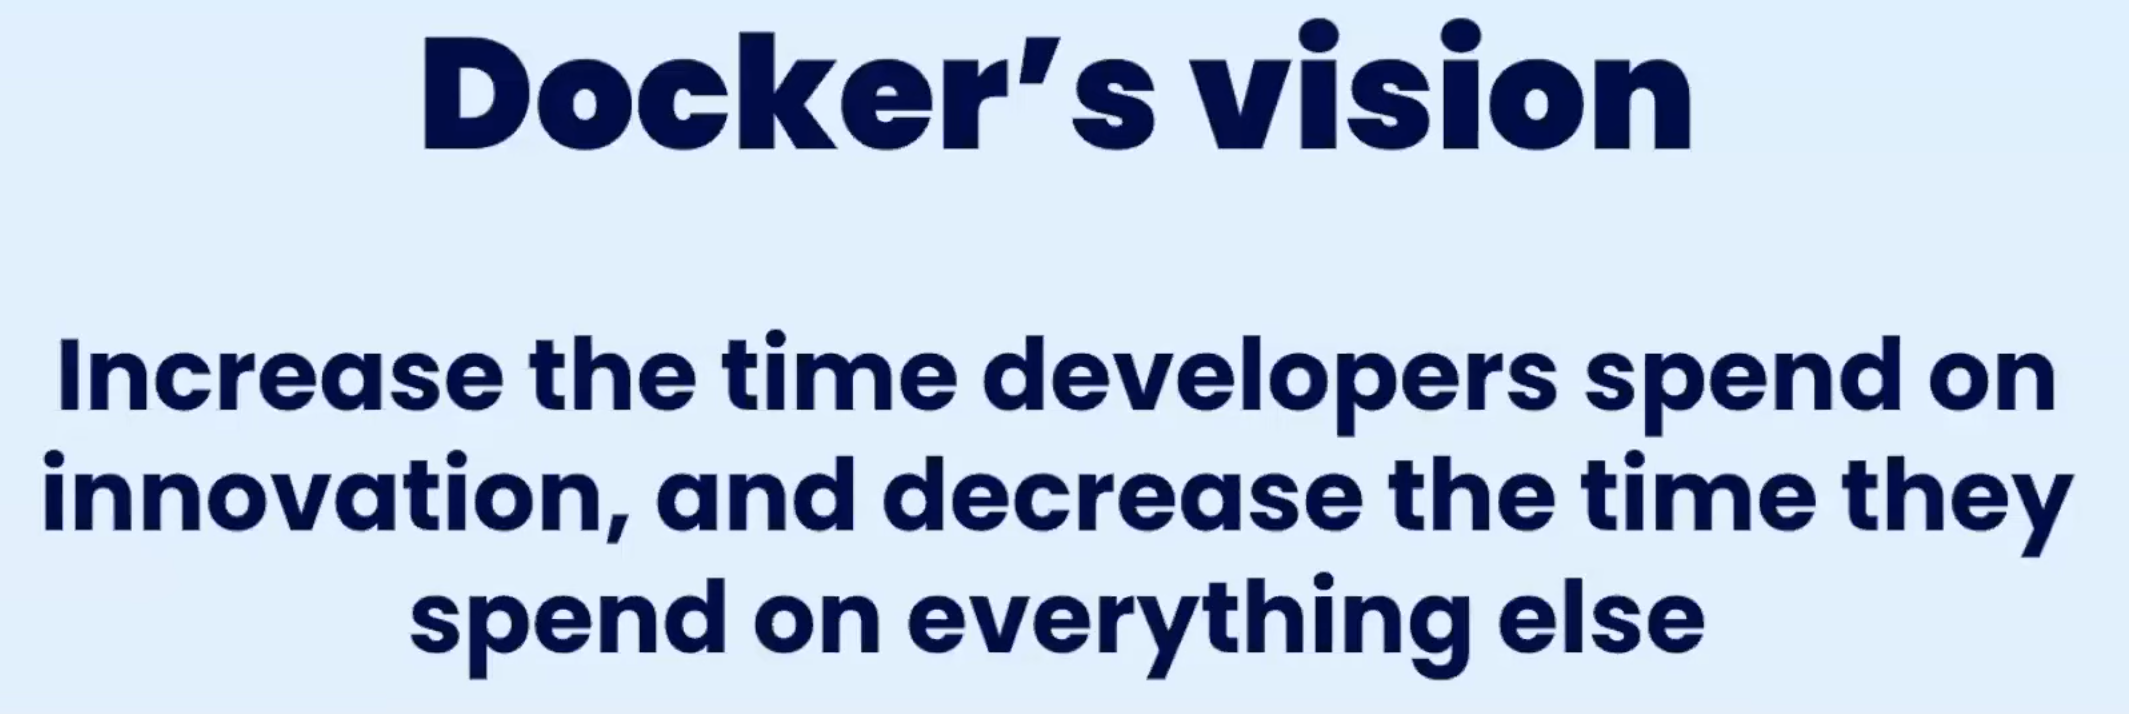 Docker’s vision
Increase the time developers spend on
innovation, and decrease the time they
spend on everything else